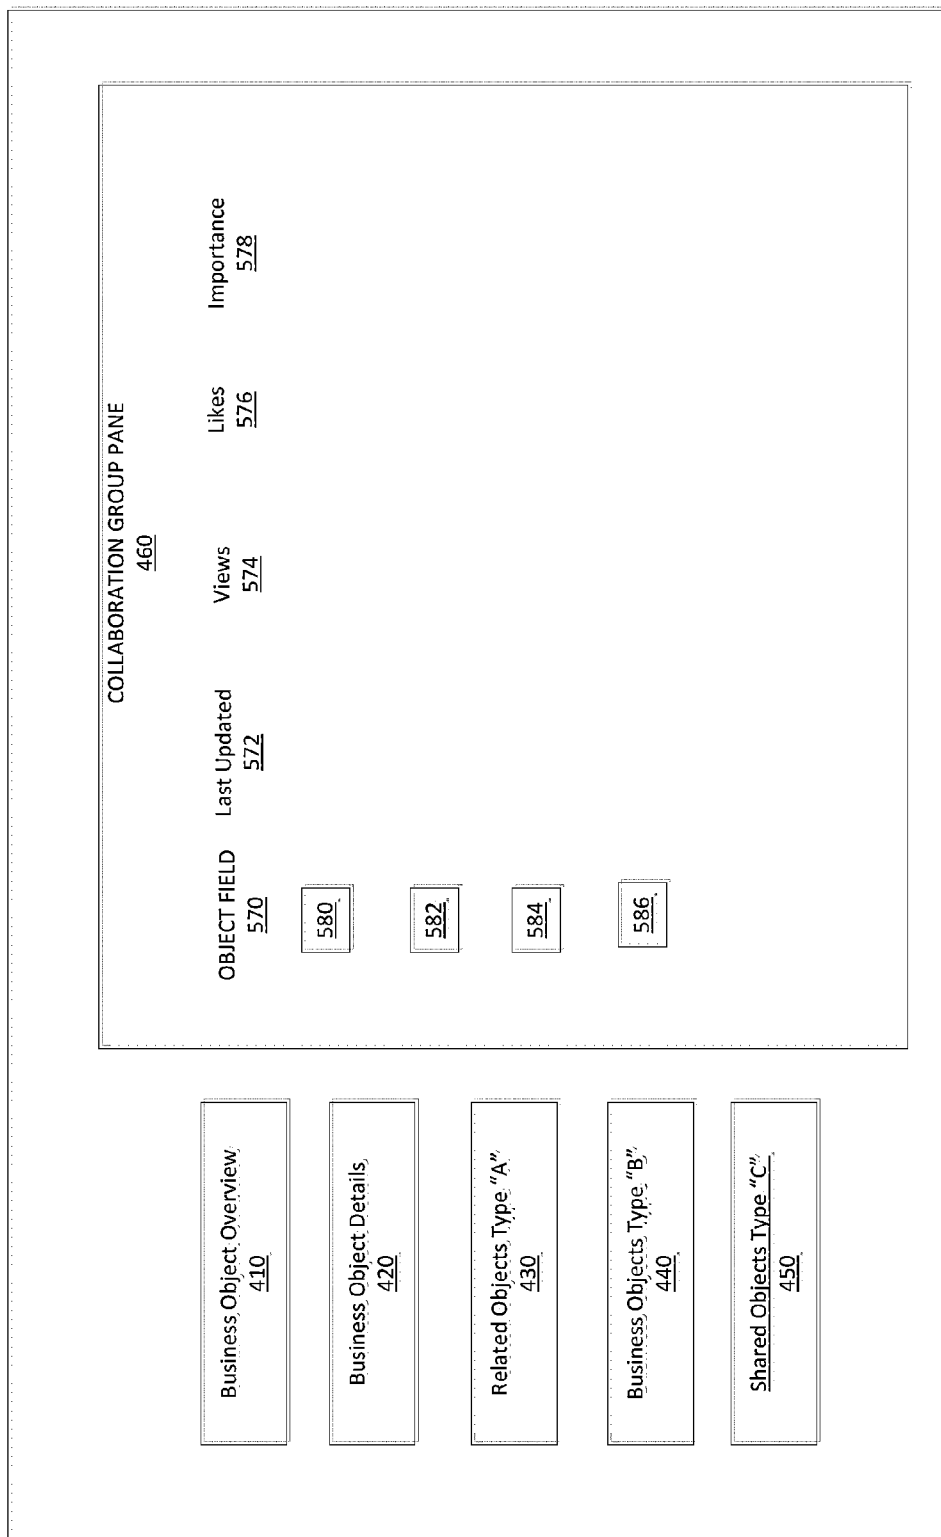 COLLABORATION GROUP PANE
460
OBJECT FIELD
570
Last Updated
572
Views
574
Likes
576
Importance
578
580
582
584
586
Business Object Overview
410
Business Object Details
420
Related Objects Type “A”
430
Business Objects Type “B”
440
Shared Objects Type “C”
450